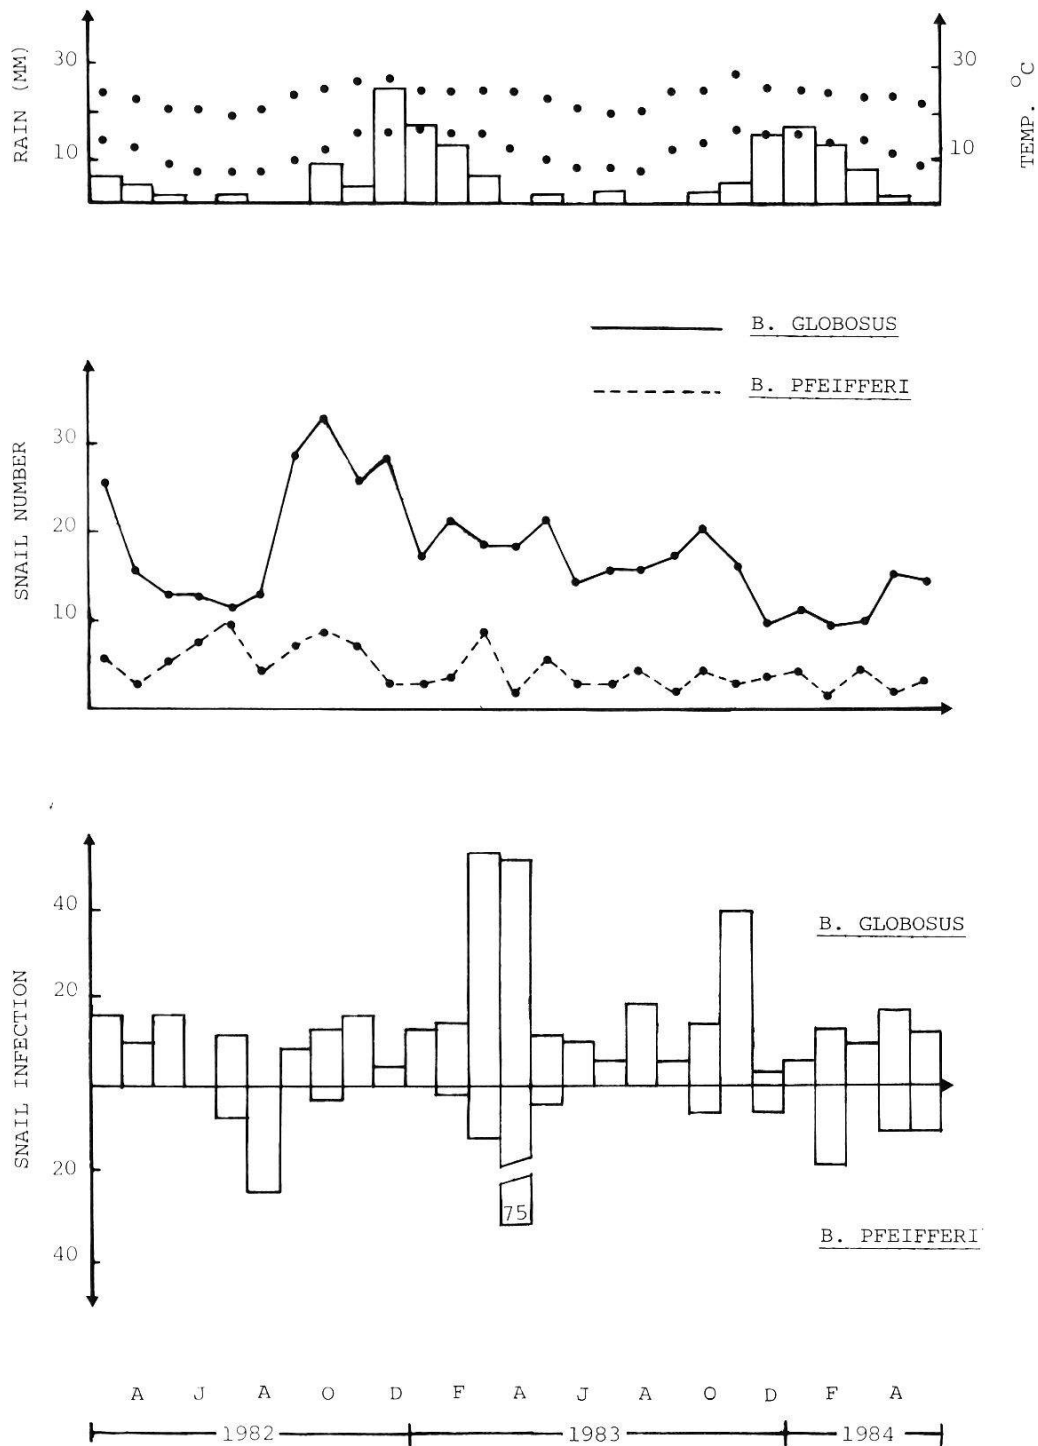 RAIN (MM)
30
10
30
10
TEMP. °C
B. GLOBOSUS
B. PFEIFFERI
SNAIL NUMBER
30
20
10
SNAIL INFECTION
40
20
20
40
B. GLOBOSUS
75
B. PFEIFFERI
A J A O D F A J A O D F A
1982 1983 1984